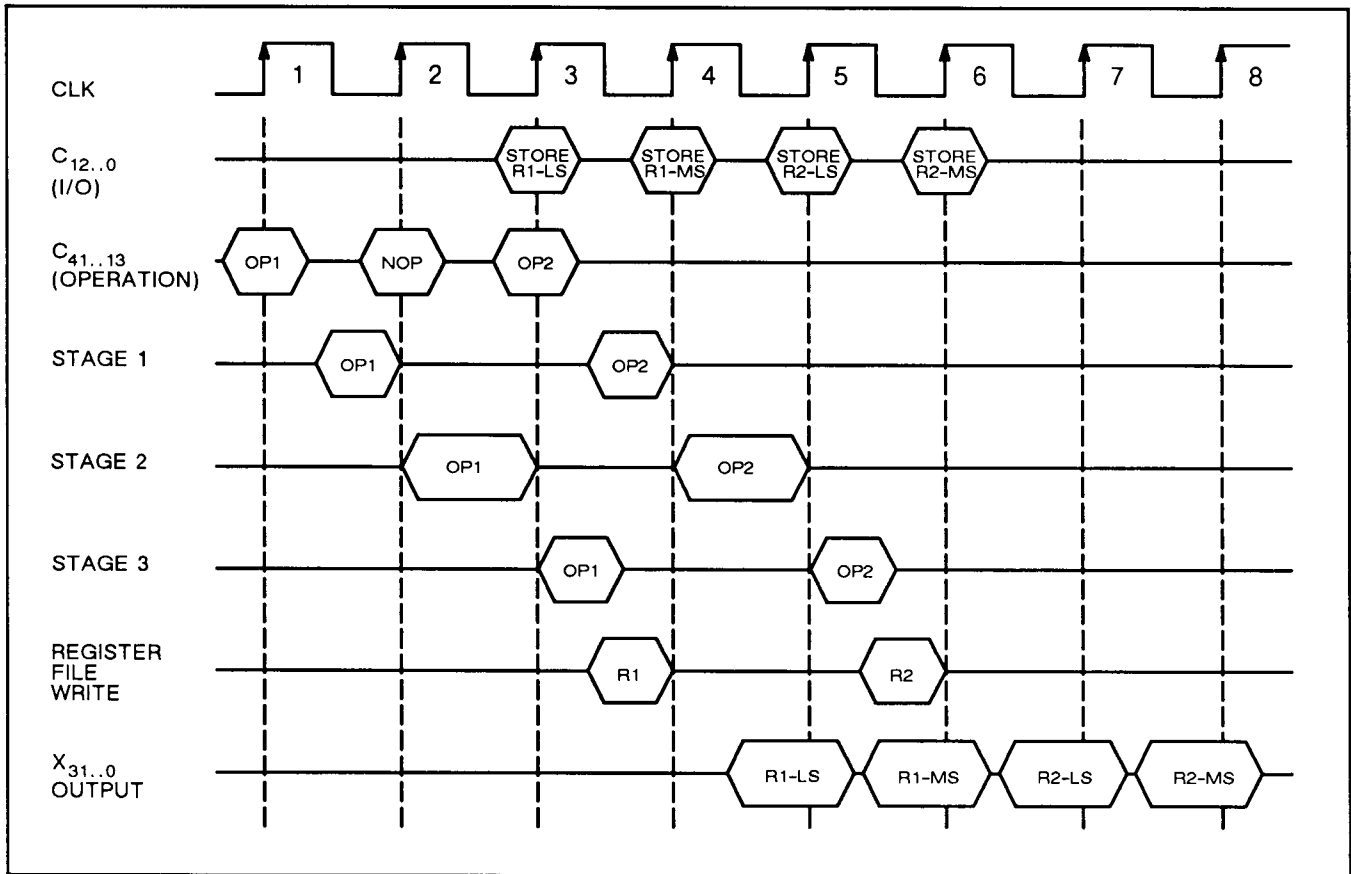 CLK
1 2 3 4 5 6 7 8
C12..0
(I/O)
STORE STORE STORE STORE
R1-LS R1-MS R2-LS R2-MS
C41..13
(OPERATION)
OP1 NOP OP2
STAGE 1
OP1 OP2
STAGE 2
OP1 OP2
STAGE 3
OP1 OP2
REGISTER
FILE
WRITE
R1 R2
X31..0
OUTPUT
R1-LS R1-MS R2-LS R2-MS